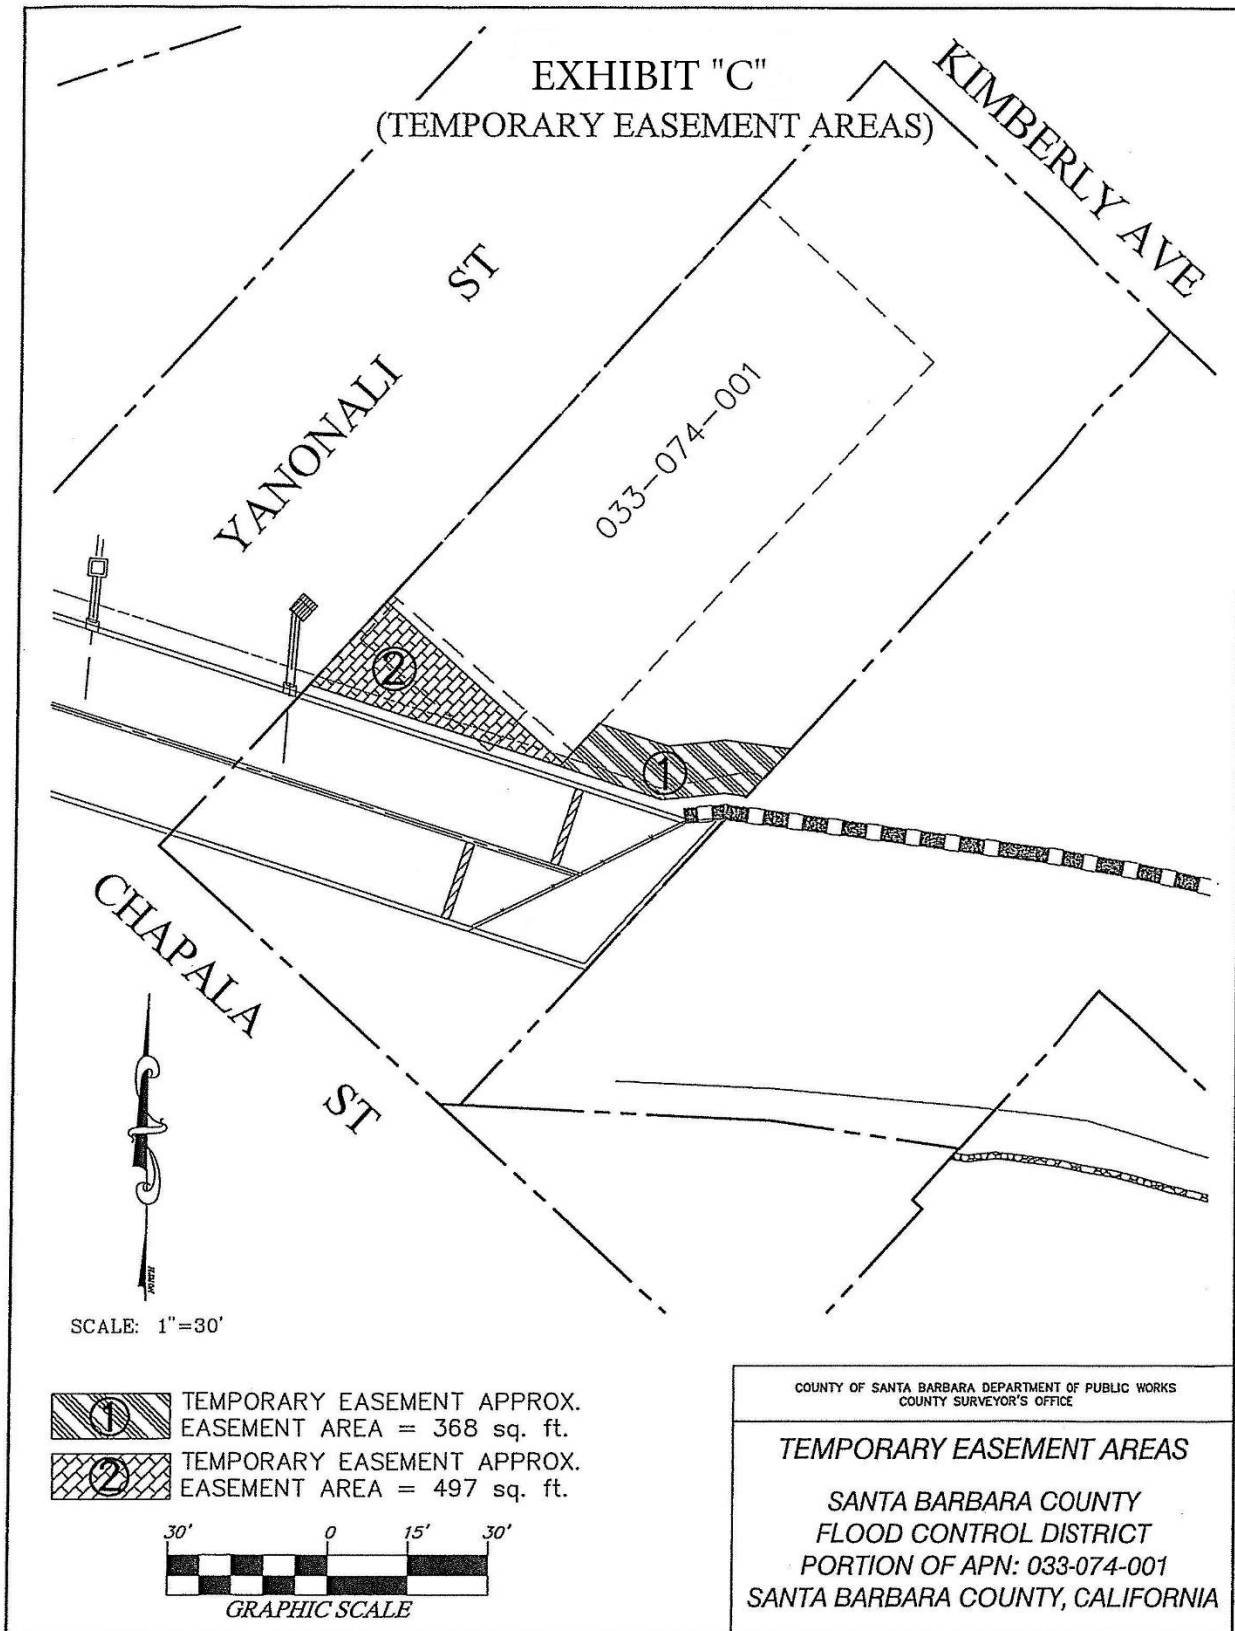 EXHIBIT "C"
(TEMPORARY EASEMENT AREAS)
KIMBERLY AVE
YANONALI ST
033-074-001
2
1
CHAPALA ST
SCALE: 1"=30'
1 TEMPORARY EASEMENT APPROX.
EASEMENT AREA = 368 sq. ft.
2 TEMPORARY EASEMENT APPROX.
EASEMENT AREA = 497 sq. ft.
30' 0 15' 30'
GRAPHIC SCALE
COUNTY OF SANTA BARBARA DEPARTMENT OF PUBLIC WORKS
COUNTY SURVEYOR'S OFFICE
TEMPORARY EASEMENT AREAS
SANTA BARBARA COUNTY
FLOOD CONTROL DISTRICT
PORTION OF APN: 033-074-001
SANTA BARBARA COUNTY, CALIFORNIA